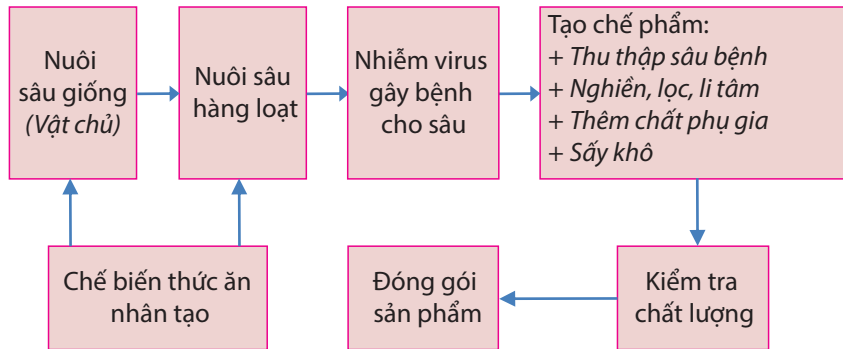 Nuôi
sâu giống
(Vật chủ)
Nuôi sâu
hàng loạt
Nhiễm virus
gây bệnh
cho sâu
Tạo chế phẩm:
+ Thu thập sâu bệnh
+ Nghiền, lọc, li tâm
+ Thêm chất phụ gia
+ Sấy khô
Chế biến thức ăn
nhân tạo
Đóng gói
sản phẩm
Kiểm tra
chất lượng